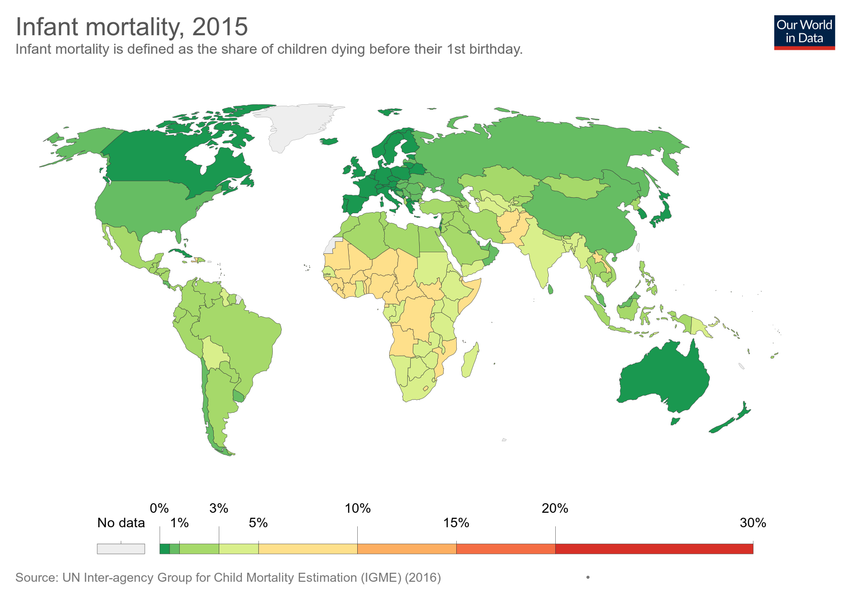 Infant mortality, 2015
Infant mortality is defined as the share of children dying before their 1st birthday.
Our World
in Data
No data
0%
1%
3%
5%
10%
15%
20%
30%
Source: UN Inter-agency Group for Child Mortality Estimation (IGME) (2016)
•